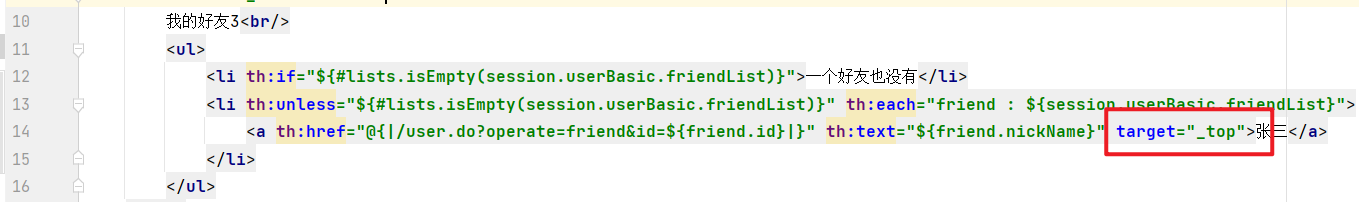 10 我的好友3<br/>
11 <ul>
12 <li th:if="${#lists.isEmpty(session.userBasic.friendList)}">一个好友也没有</li>
13 <li th:unless="${#lists.isEmpty(session.userBasic.friendList)}" th:each="friend : ${session.userBasic.friendList}">
14 <a th:href="@{|/user.do?operate=friend&id=${friend.id}|}" th:text="${friend.nickName}" target="_top">张三</a>
15 </li>
16 </ul>